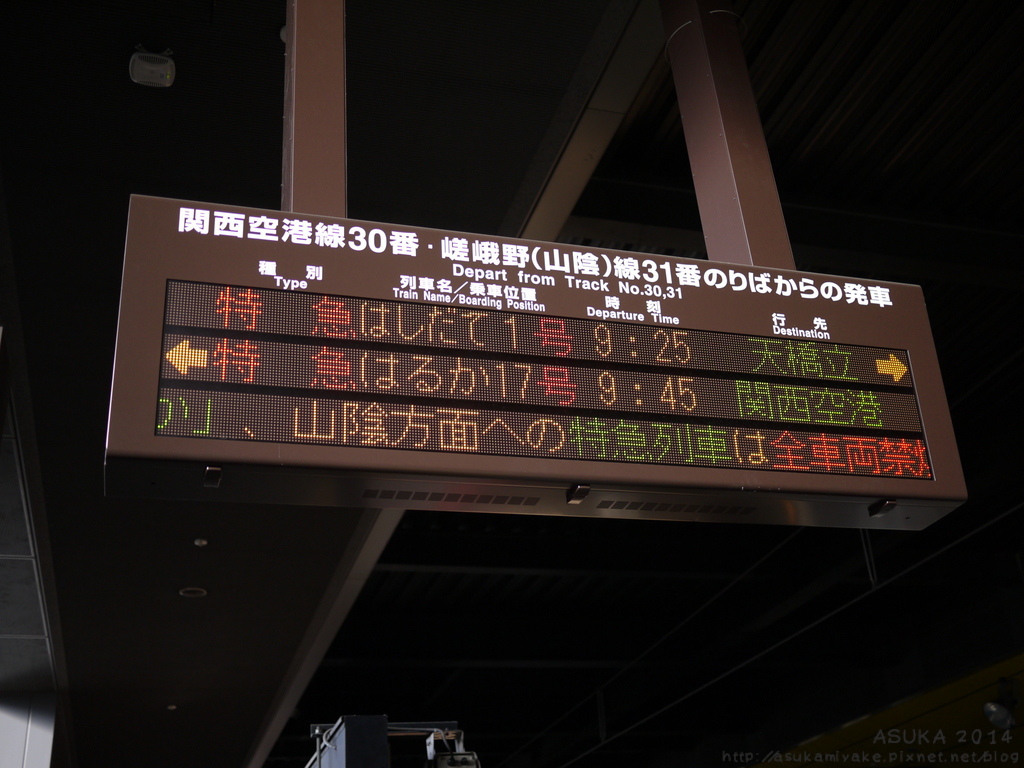 関西空港線30番・嵯峨野(山陰)線31番のりばからの発車
Depart from Track No.30,31
種別 列車名/乗車位置 時刻 行先
Type Train Name/Boarding Position Departure Time Destination
特急はしだて1号 9:25 天橋立
特急はるか17号 9:45 関西空港
の」、山陰方面への特急列車は全車両禁
ASUKA 2014
http://asukamiyake.pixnet.net/blog